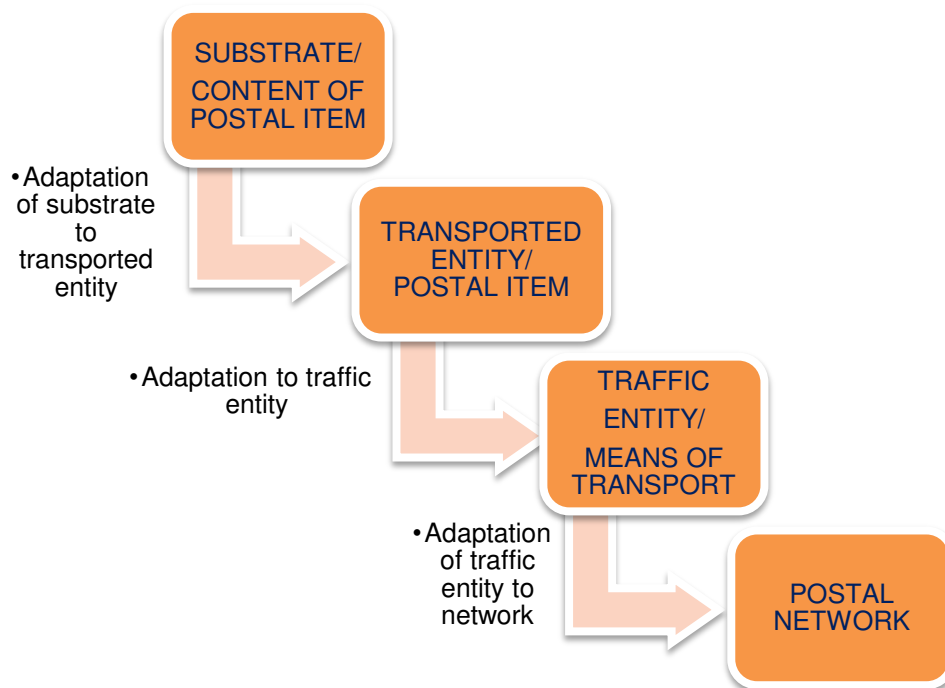 SUBSTRATE/
CONTENT OF
POSTAL ITEM
•Adaptation
of substrate
to
transported
entity
TRANSPORTED
ENTITY/
POSTAL ITEM
•Adaptation to traffic
entity
TRAFFIC
ENTITY/
MEANS OF
TRANSPORT
•Adaptation
of traffic
entity to
network
POSTAL
NETWORK